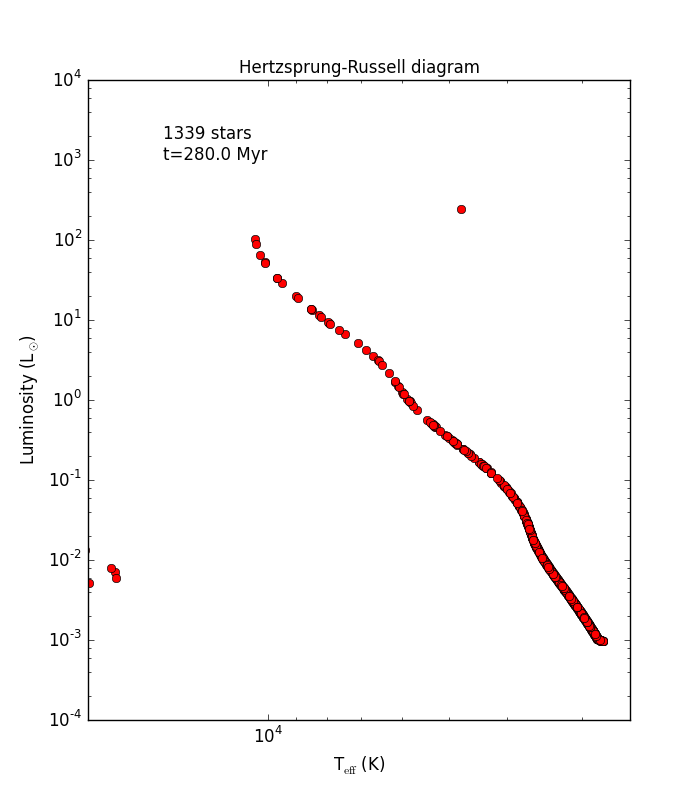 Hertzsprung-Russell diagram
10^4
1339 stars
t=280.0 Myr
10^3
10^2
10^1
10^0
10^-1
10^-2
10^-3
10^-4
Luminosity (L_⊙)
10^4
T_eff (K)